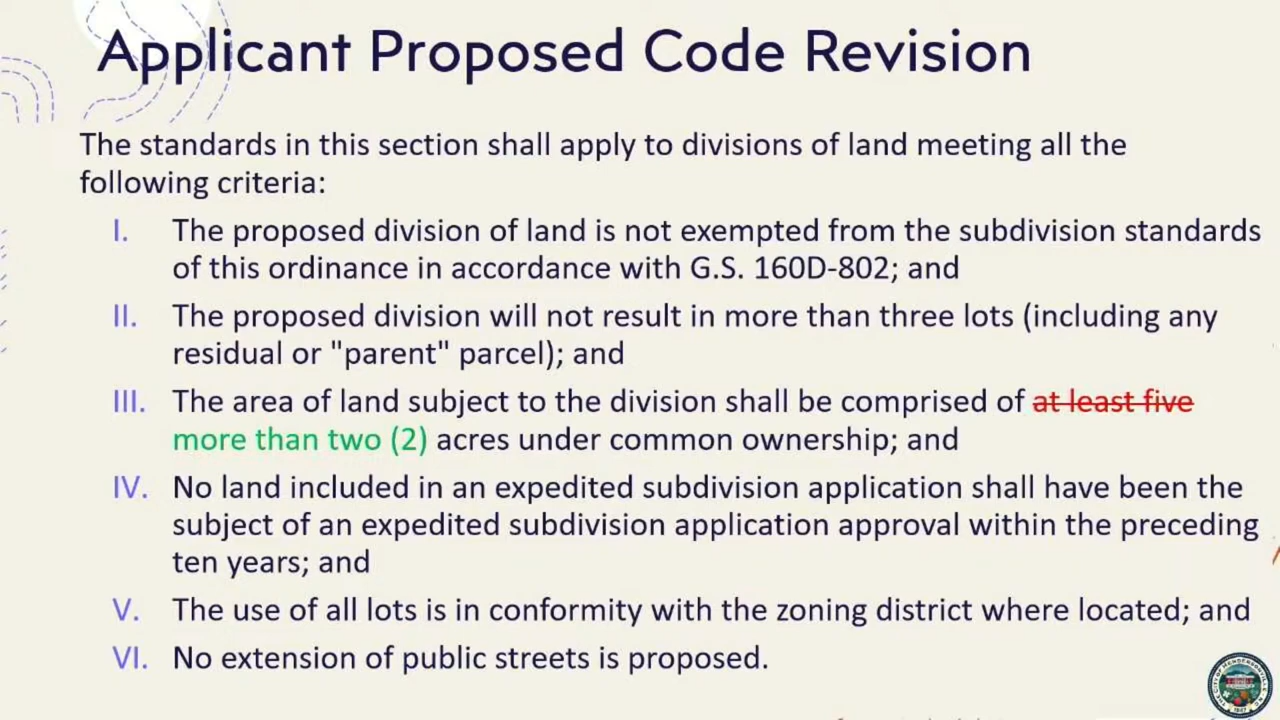 Applicant Proposed Code Revision
The standards in this section shall apply to divisions of land meeting all the
following criteria:
I. The proposed division of land is not exempted from the subdivision standards
of this ordinance in accordance with G.S. 160D-802; and
II. The proposed division will not result in more than three lots (including any
residual or "parent" parcel); and
III. The area of land subject to the division shall be comprised of at least five
more than two (2) acres under common ownership; and
IV. No land included in an expedited subdivision application shall have been the
subject of an expedited subdivision application approval within the preceding
ten years; and
V. The use of all lots is in conformity with the zoning district where located; and
VI. No extension of public streets is proposed.